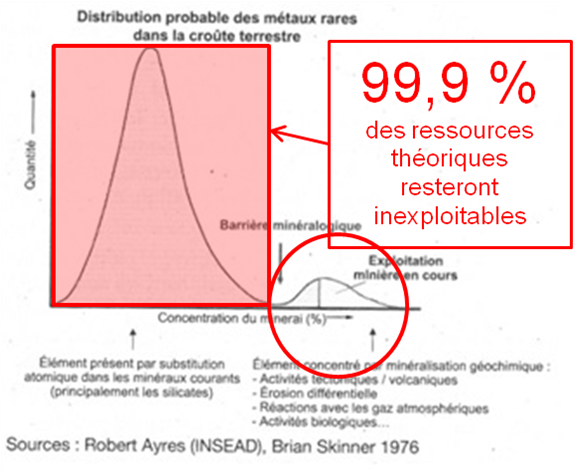 Distribution probable des métaux rares
dans la croûte terrestre
99,9 %
des ressources
théoriques
resteront
inexploitables
Quantité
Barrière minéralogique
Exploitation
minière en cours
Concentration du minerai (%)
Élément présent par substitution
atomique dans les minéraux courants
(principalement les silicates)
Élément concentré par minéralisation géochimique :
- Activités tectoniques / volcaniques
- Érosion différentielle
- Réactions avec les gaz atmosphériques
- Activités biologiques...
Sources : Robert Ayres (INSEAD), Brian Skinner 1976